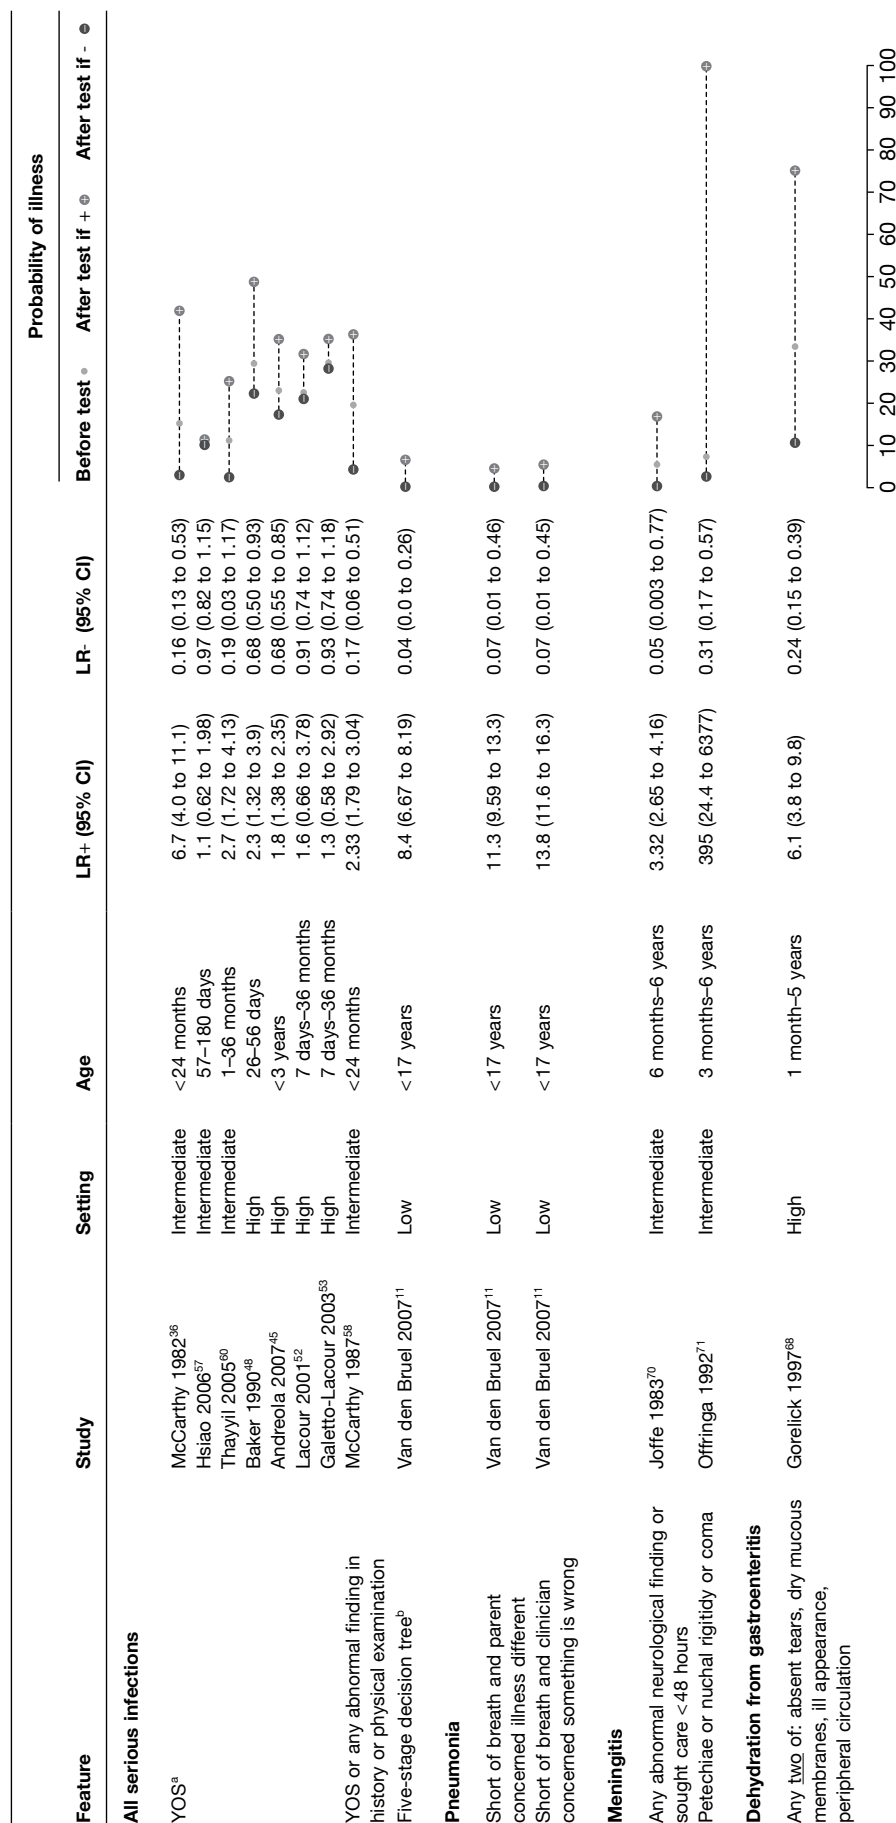 Probability of illness
Feature Study Setting Age LR+ (95% CI) LR- (95% CI) Before test After test if + After test if -
All serious infections
YOSᵃ McCarthy 1982³⁶ Intermediate <24 months 6.7 (4.0 to 11.1) 0.16 (0.13 to 0.53)
Hsiao 2006⁵⁷ Intermediate 57–180 days 1.1 (0.62 to 1.98) 0.97 (0.82 to 1.15)
Thayyil 2005⁶⁰ Intermediate 1–36 months 2.7 (1.72 to 4.13) 0.19 (0.03 to 1.17)
Baker 1990⁴⁸ High 26–56 days 2.3 (1.32 to 3.9) 0.68 (0.50 to 0.93)
Andreola 2007⁴⁵ High <3 years 1.8 (1.38 to 2.35) 0.68 (0.55 to 0.85)
Lacour 2001⁵² High 7 days–36 months 1.6 (0.66 to 3.78) 0.91 (0.74 to 1.12)
Galetto-Lacour 2003⁵³ High 7 days–36 months 1.3 (0.58 to 2.92) 0.93 (0.74 to 1.18)
YOS or any abnormal finding in McCarthy 1987⁵⁸ Intermediate <24 months 2.33 (1.79 to 3.04) 0.17 (0.06 to 0.51)
history or physical examination
Five-stage decision treeᵇ Van den Bruel 2007¹¹ Low <17 years 8.4 (6.67 to 8.19) 0.04 (0.0 to 0.26)
Pneumonia
Short of breath and parent Van den Bruel 2007¹¹ Low <17 years 11.3 (9.59 to 13.3) 0.07 (0.01 to 0.46)
concerned illness different
Short of breath and clinician Van den Bruel 2007¹¹ Low <17 years 13.8 (11.6 to 16.3) 0.07 (0.01 to 0.45)
concerned something is wrong
Meningitis
Any abnormal neurological finding or Joffe 1983⁷⁰ Intermediate 6 months–6 years 3.32 (2.65 to 4.16) 0.05 (0.003 to 0.77)
sought care <48 hours
Petechiae or nuchal rigitidy or coma Offringa 1992⁷¹ Intermediate 3 months–6 years 395 (24.4 to 6377) 0.31 (0.17 to 0.57)
Dehydration from gastroenteritis
Any two of: absent tears, dry mucous Gorelick 1997⁶⁸ High 1 month–5 years 6.1 (3.8 to 9.8) 0.24 (0.15 to 0.39)
membranes, ill appearance,
peripheral circulation
0 10 20 30 40 50 60 70 80 90 100